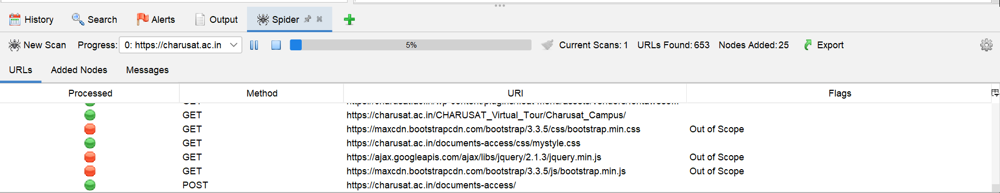 History Search Alerts Output Spider
New Scan Progress: 0: https://charusat.ac.in 5% Current Scans: 1 URLs Found: 653 Nodes Added: 25 Export
URLs Added Nodes Messages
Processed Method URI Flags
GET https://charusat.ac.in/CHARUSAT_Virtual_Tour/Charusat_Campus/
GET https://maxcdn.bootstrapcdn.com/bootstrap/3.3.5/css/bootstrap.min.css Out of Scope
GET https://charusat.ac.in/documents-access/css/mystyle.css
GET https://ajax.googleapis.com/ajax/libs/jquery/2.1.3/jquery.min.js Out of Scope
GET https://maxcdn.bootstrapcdn.com/bootstrap/3.3.5/js/bootstrap.min.js Out of Scope
POST https://charusat.ac.in/documents-access/